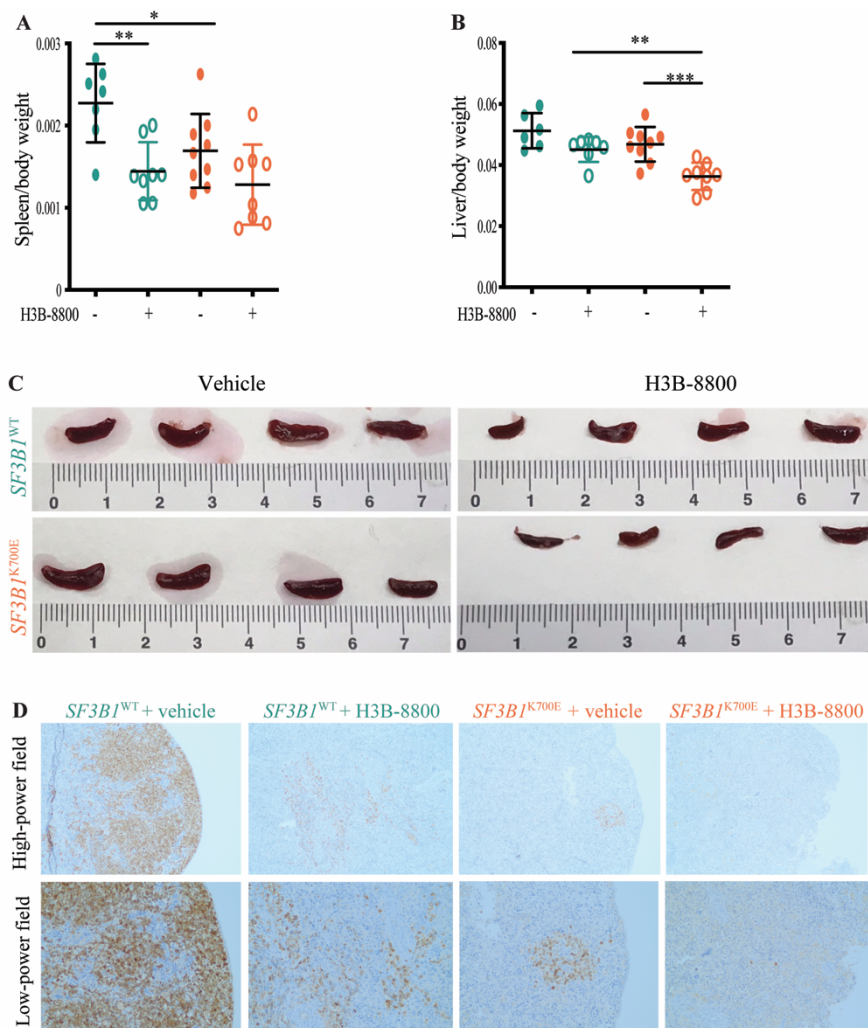 A
* 
**
0.003
0.002
0.001
0
Spleen/body weight
H3B-8800 - + - +
B
**
***
0.08
0.06
0.04
0.02
0.00
Liver/body weight
H3B-8800 - + - +
C
Vehicle H3B-8800
SF3B1WT
0 1 2 3 4 5 6 7
0 1 2 3 4 5 6 7
SF3B1K700E
0 1 2 3 4 5 6 7
0 1 2 3 4 5 6 7
D
SF3B1WT + vehicle SF3B1WT + H3B-8800 SF3B1K700E + vehicle SF3B1K700E + H3B-8800
High-power field
Low-power field